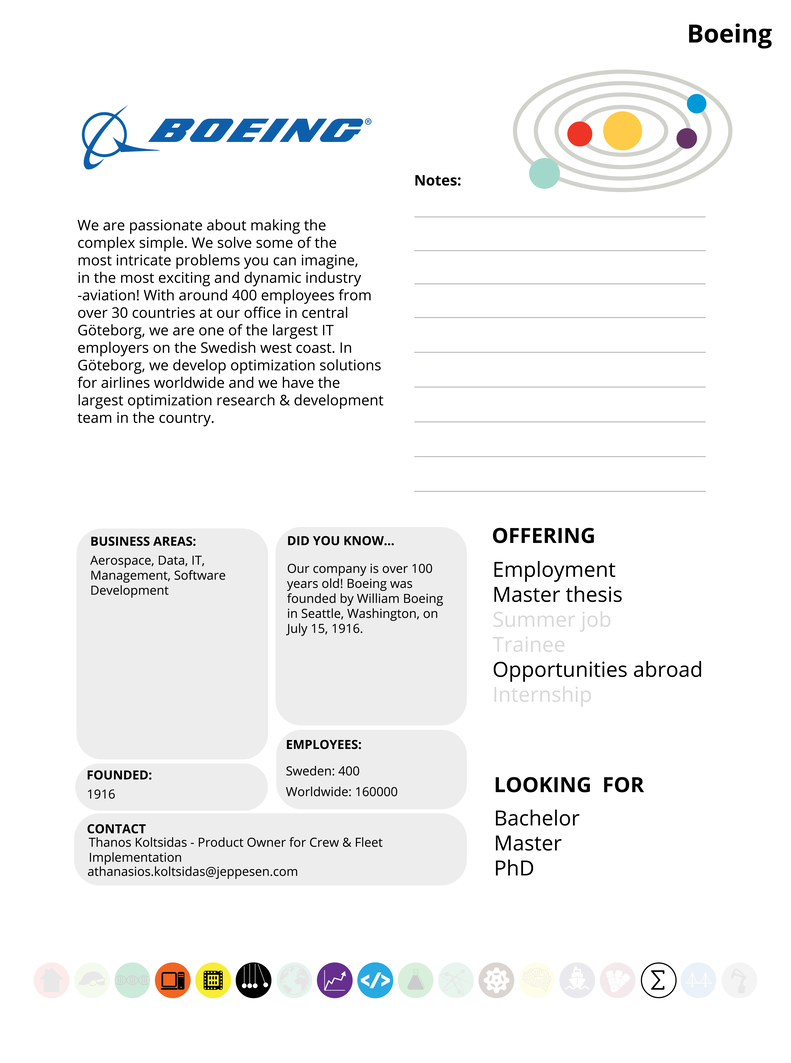 Boeing
BOEING®
Notes:
We are passionate about making the
complex simple. We solve some of the
most intricate problems you can imagine,
in the most exciting and dynamic industry
-aviation! With around 400 employees from
over 30 countries at our office in central
Göteborg, we are one of the largest IT
employers on the Swedish west coast. In
Göteborg, we develop optimization solutions
for airlines worldwide and we have the
largest optimization research & development
team in the country.
BUSINESS AREAS:
Aerospace, Data, IT,
Management, Software
Development
DID YOU KNOW...
Our company is over 100
years old! Boeing was
founded by William Boeing
in Seattle, Washington, on
July 15, 1916.
OFFERING
Employment
Master thesis
Summer job
Trainee
Opportunities abroad
Internship
EMPLOYEES:
Sweden: 400
Worldwide: 160000
FOUNDED:
1916
LOOKING FOR
Bachelor
Master
PhD
CONTACT
Thanos Koltsidas - Product Owner for Crew & Fleet
Implementation
athanasios.koltsidas@jeppesen.com